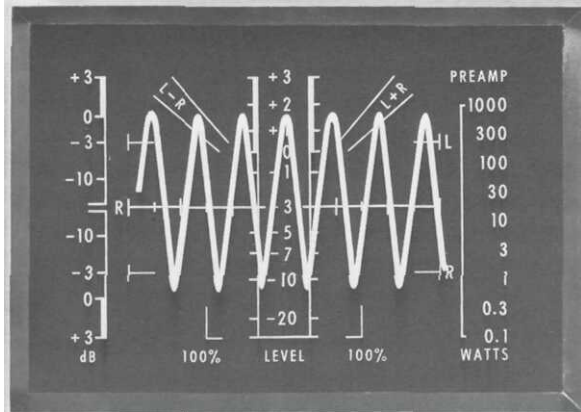 +3 +3 PREAMP
L-R +2 L+R 1000
0 + 300
-3 0 L
1 100
-10 30
R 3 10
-10 -5
-7 3
-3 -10 R 1
0 0.3
-20
+3 0.1
dB 100% LEVEL 100% WATTS